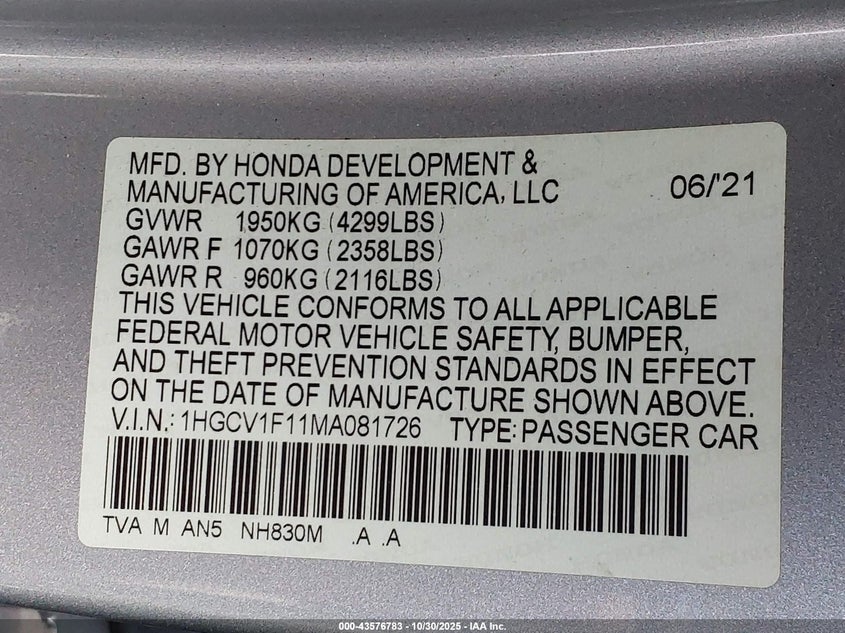 MFD. BY HONDA DEVELOPMENT &
MANUFACTURING OF AMERICA, LLC 06/'21
GVWR 1950KG (4299LBS)
GAWR F 1070KG (2358LBS)
GAWR R 960KG (2116LBS)
THIS VEHICLE CONFORMS TO ALL APPLICABLE
FEDERAL MOTOR VEHICLE SAFETY, BUMPER,
AND THEFT PREVENTION STANDARDS IN EFFECT
ON THE DATE OF MANUFACTURE SHOWN ABOVE.
V.I.N.: 1HGCV1F11MA081726 TYPE: PASSENGER CAR
TVA M AN5 NH830M .A .A
000-43576783 - 10/30/2025 - IAA Inc.